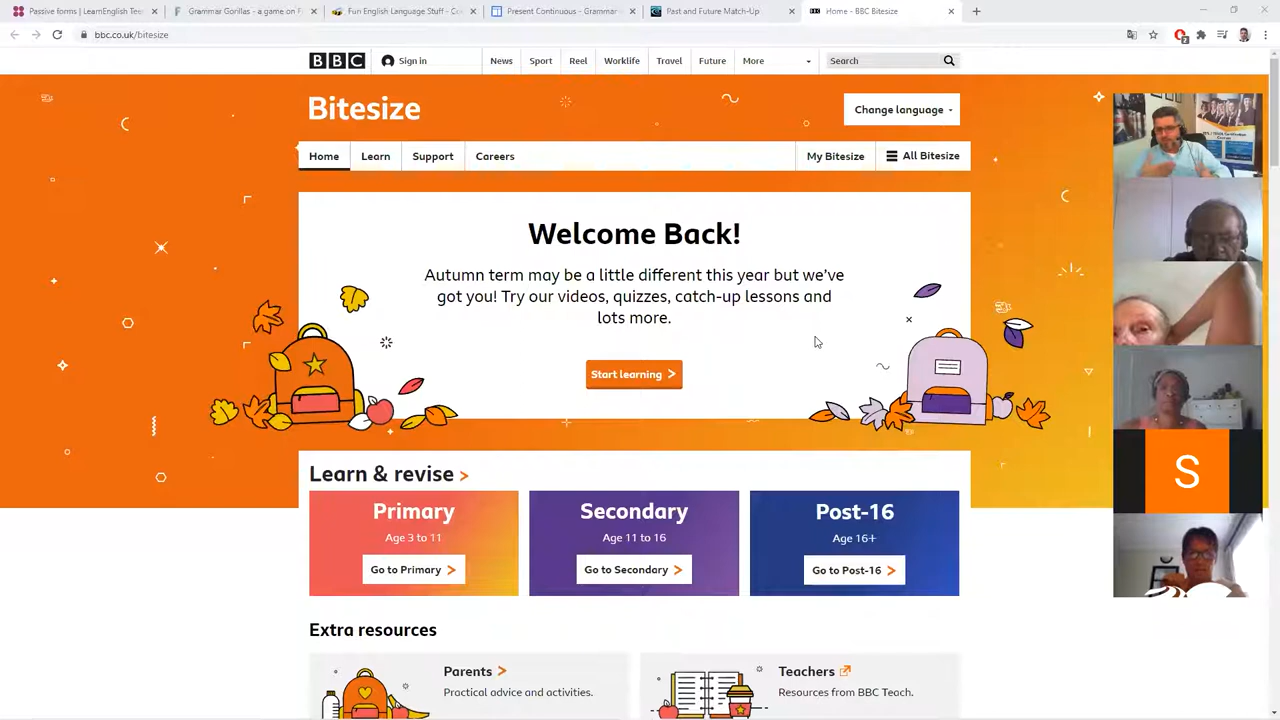 Passive forms | LearnEnglish Tee
Grammar Gorillas - a game on F
Fun English Language Stuff - Co
Present Continuous - Grammar
Past and Future Match-Up
Home - BBC Bitesize
bbc.co.uk/bitesize
BBC
Sign in
News
Sport
Reel
Worklife
Travel
Future
More
Search
Bitesize
Change language
Home
Learn
Support
Careers
My Bitesize
All Bitesize
Welcome Back!
Autumn term may be a little different this year but we've
got you! Try our videos, quizzes, catch-up lessons and
lots more.
Start learning >
Learn & revise >
Primary
Age 3 to 11
Go to Primary >
Secondary
Age 11 to 16
Go to Secondary >
Post-16
Age 16+
Go to Post-16 >
Extra resources
Parents >
Practical advice and activities.
Teachers
Resources from BBC Teach.
S